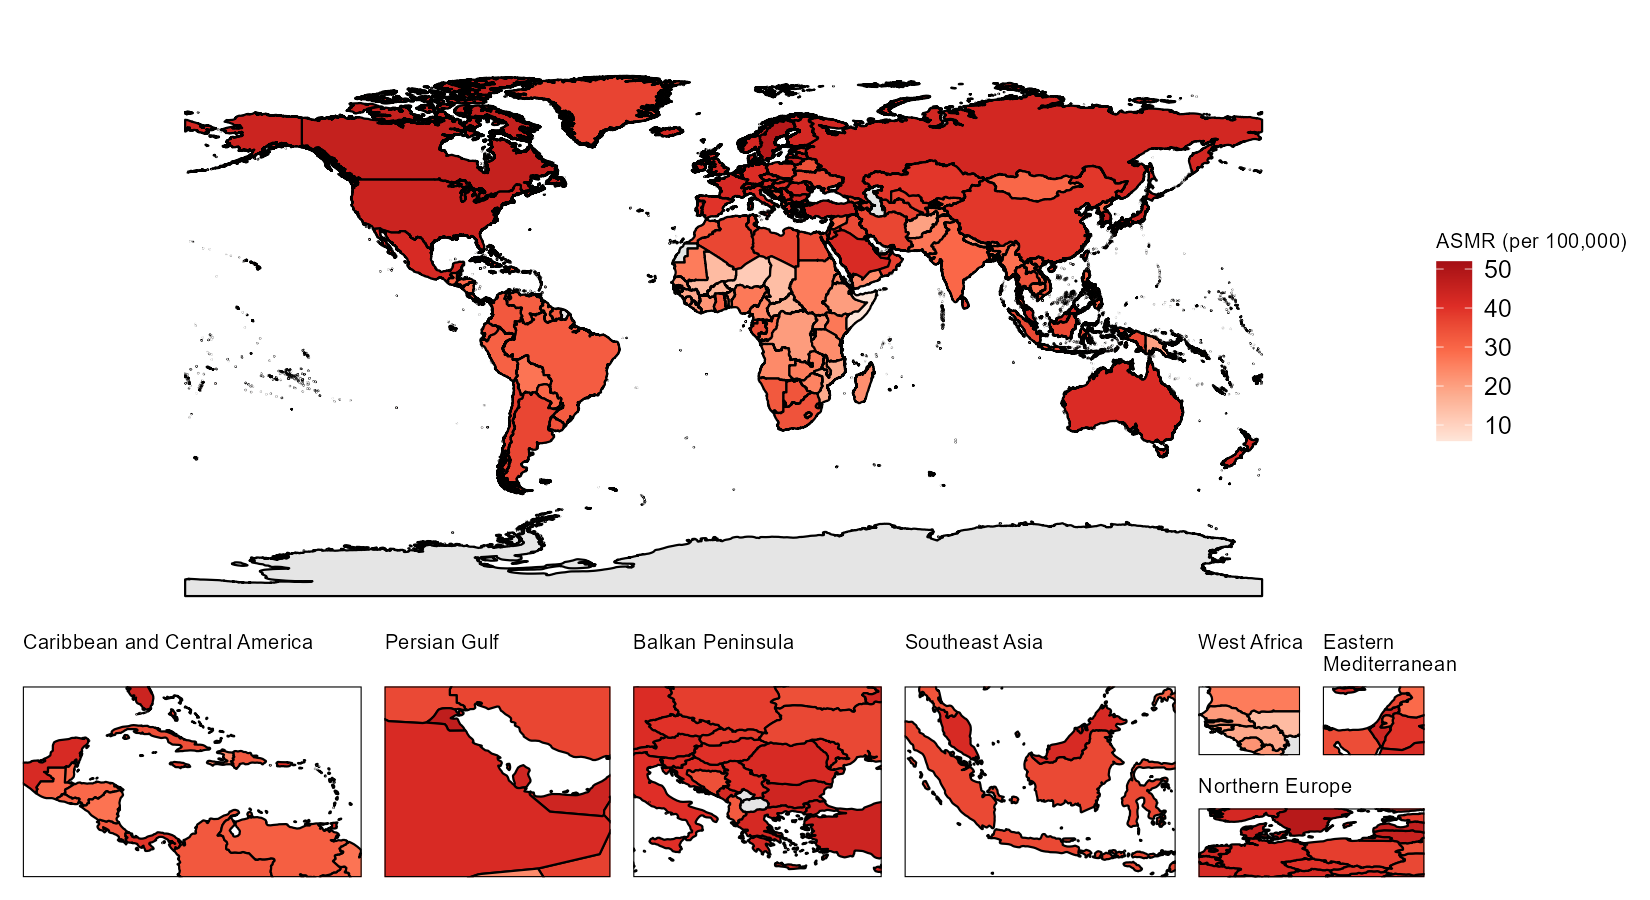 ASMR (per 100,000)
50
40
30
20
10
Caribbean and Central America
Persian Gulf
Balkan Peninsula
Southeast Asia
West Africa
Eastern
Mediterranean
Northern Europe